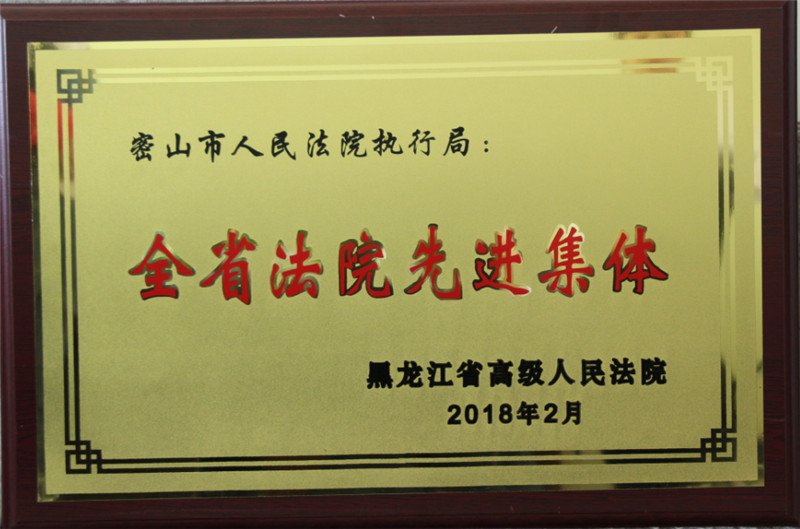 密山市人民法院执行局：
全省法院先进集体
黑龙江省高级人民法院
2018年2月